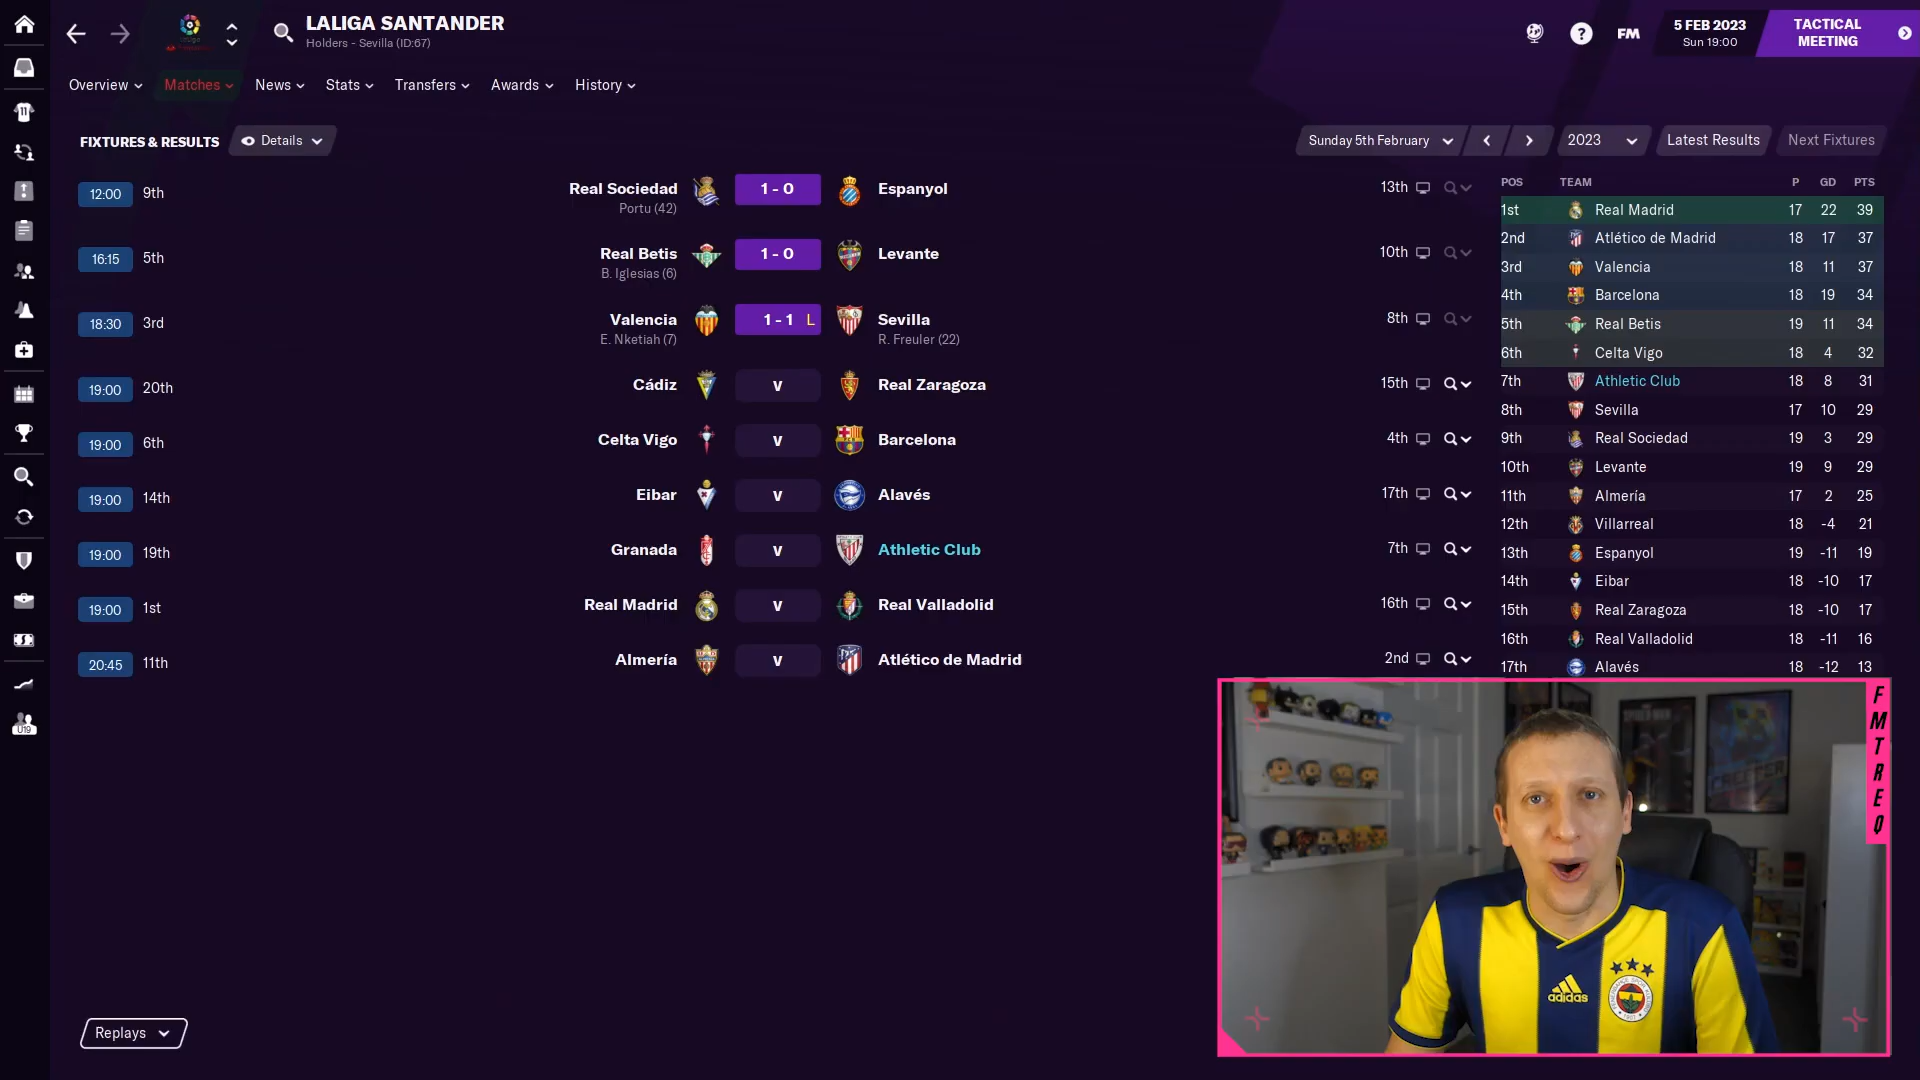 LALIGA SANTANDER
Holders - Sevilla (ID:67)
FM
5 FEB 2023
Sun 19:00
TACTICAL
MEETING
Overview Matches News Stats Transfers Awards History
FIXTURES & RESULTS Details
Sunday 5th February 2023 Latest Results Next Fixtures
12:00 9th Real Sociedad 1 - 0 Espanyol 13th
Portu (42)
16:15 5th Real Betis 1 - 0 Levante 10th
B. Iglesias (6)
18:30 3rd Valencia 1 - 1 L Sevilla 8th
E. Nketiah (7) R. Freuler (22)
19:00 20th Cádiz v Real Zaragoza 15th
19:00 6th Celta Vigo v Barcelona 4th
19:00 14th Eibar v Alavés 17th
19:00 19th Granada v Athletic Club 7th
19:00 1st Real Madrid v Real Valladolid 16th
20:45 11th Almería v Atlético de Madrid 2nd
POS TEAM P GD PTS
1st Real Madrid 17 22 39
2nd Atlético de Madrid 18 17 37
3rd Valencia 18 11 37
4th Barcelona 18 19 34
5th Real Betis 19 11 34
6th Celta Vigo 18 4 32
7th Athletic Club 18 8 31
8th Sevilla 17 10 29
9th Real Sociedad 19 3 29
10th Levante 19 9 29
11th Almería 17 2 25
12th Villarreal 18 -4 21
13th Espanyol 19 -11 19
14th Eibar 18 -10 17
15th Real Zaragoza 18 -10 17
16th Real Valladolid 18 -11 16
17th Alavés 18 -12 13
U19
FMTREQ
adidas
Replays